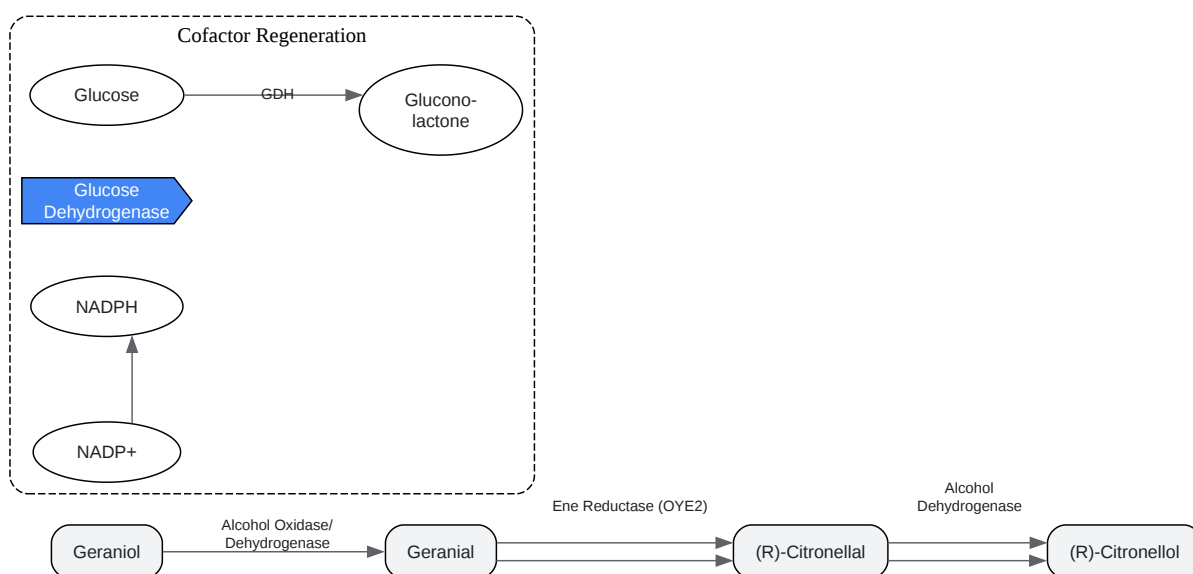 Cofactor Regeneration
Glucose
GDH
Glucono-
lactone
Glucose
Dehydrogenase
NADPH
NADP+
Geraniol
Alcohol Oxidase/
Dehydrogenase
Geranial
Ene Reductase (OYE2)
(R)-Citronellal
Alcohol
Dehydrogenase
(R)-Citronellol